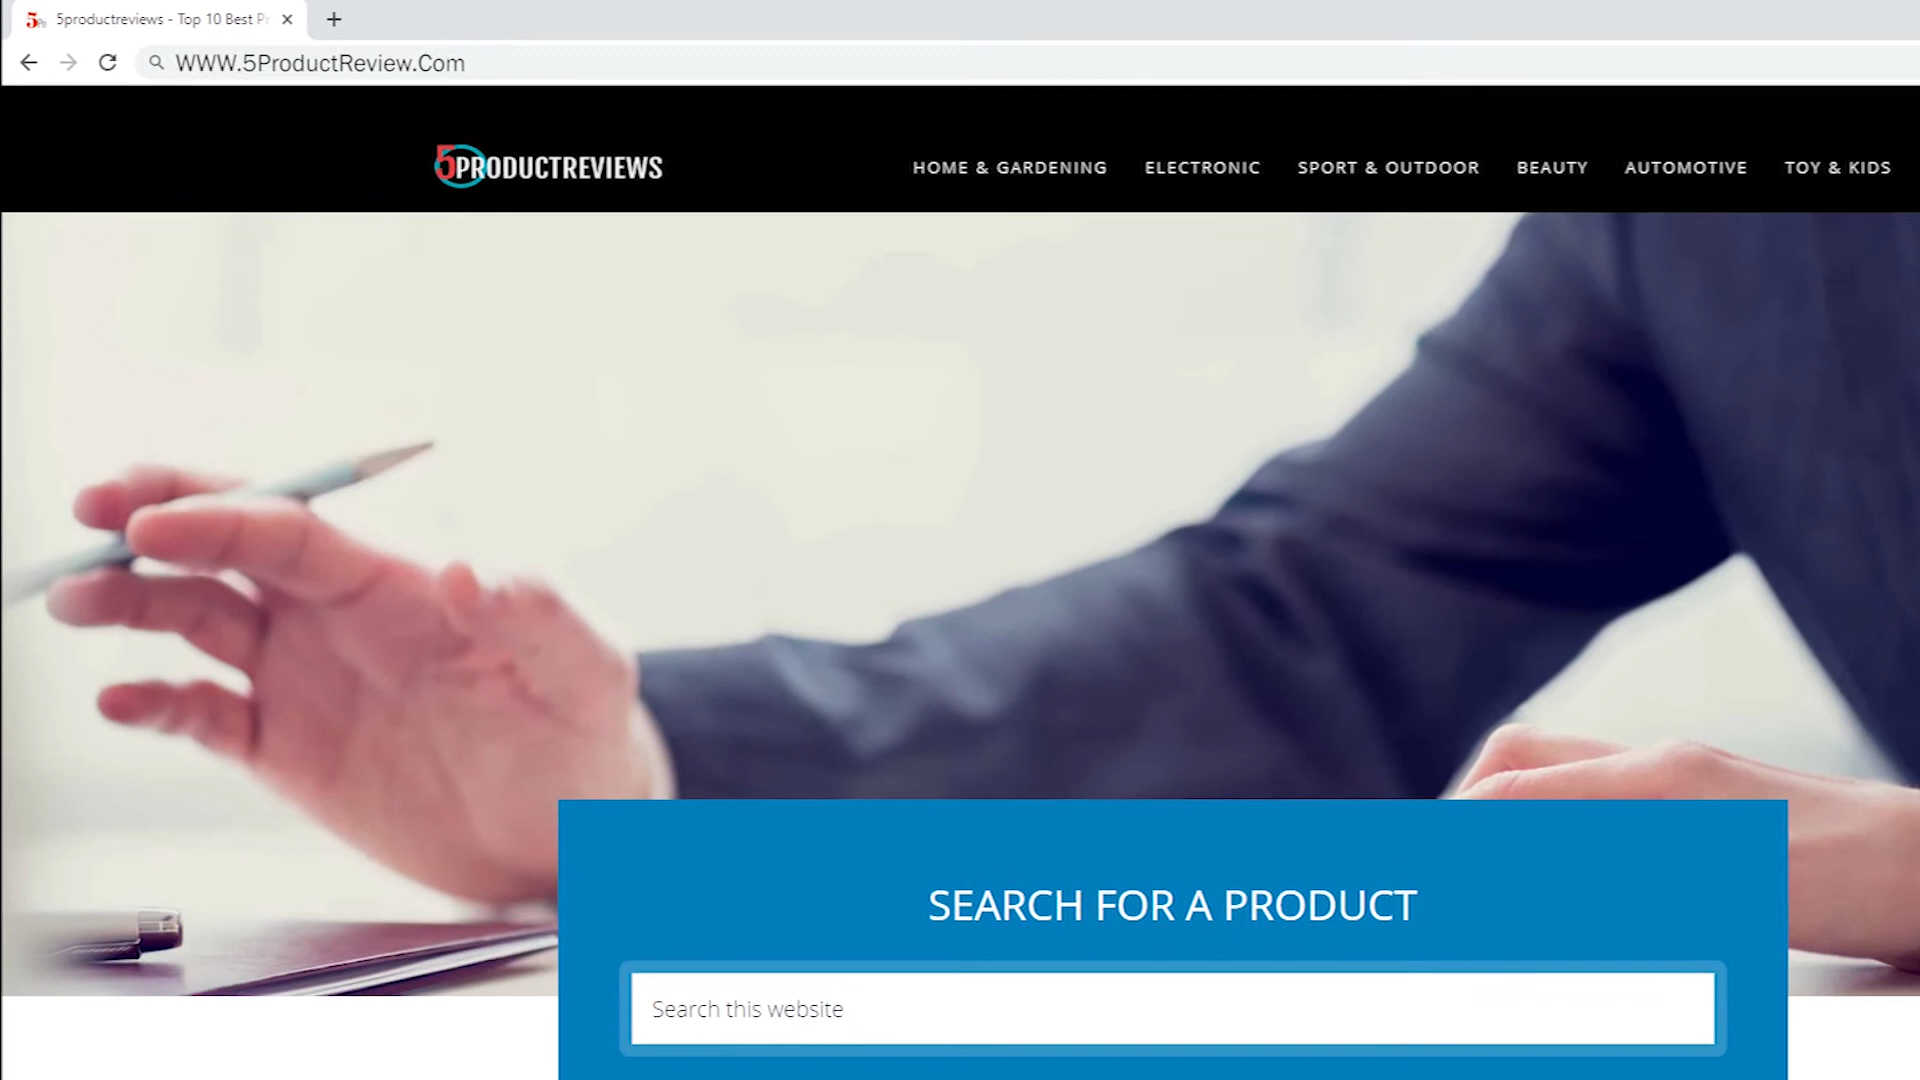 5productreviews - Top 10 Best Pr
WWW.5ProductReview.Com
5PRODUCTREVIEWS
HOME & GARDENING ELECTRONIC SPORT & OUTDOOR BEAUTY AUTOMOTIVE TOY & KIDS
SEARCH FOR A PRODUCT
Search this website